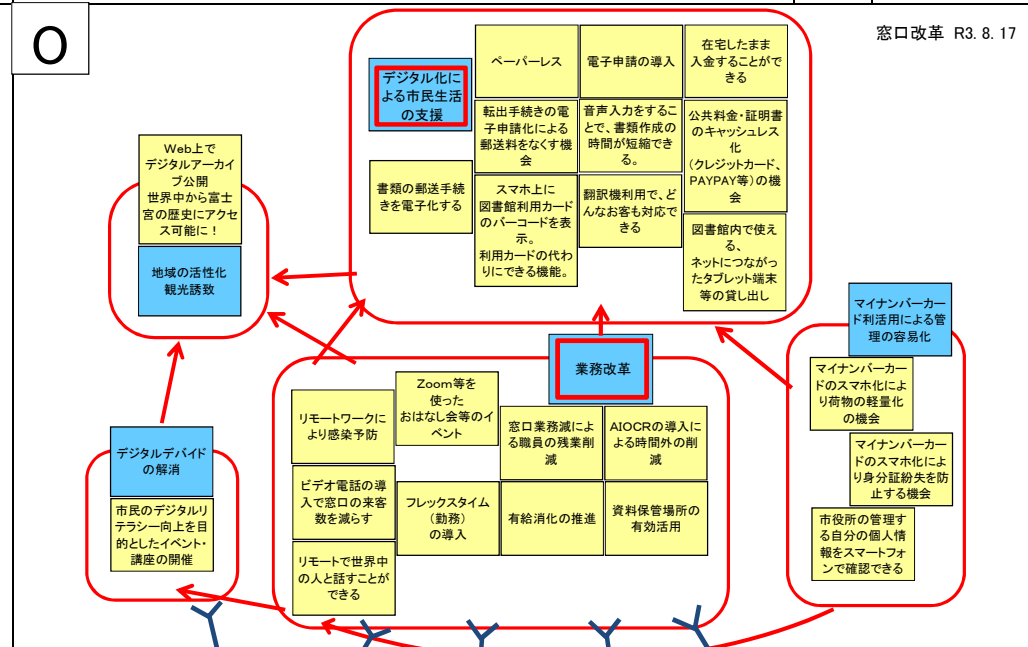 O
窓口改革 R3.8.17
デジタル化に
よる市民生活
の支援
ペーパーレス
電子申請の導入
在宅したまま
入金することがで
きる
転出手続きの電
子申請化による
郵送料をなくす機
会
音声入力をするこ
とで、書類作成の
時間が短縮でき
る。
公共料金・証明書
のキャッシュレス
化
(クレジットカード、
PAYPAY等)の機
会
書類の郵送手続
きを電子化する
スマホ上に
図書館利用カード
のバーコードを表
示。
利用カードの代わ
りにできる機能。
翻訳機利用で、ど
んなお客も対応で
きる
図書館内で使え
る、
ネットにつながっ
たタブレット端末
等の貸し出し
Web上で
デジタルアーカイ
ブ公開
世界中から富士
宮の歴史にアクセ
ス可能に！
地域の活性化
観光誘致
マイナンバーカー
ド利活用による管
理の容易化
マイナンバーカー
ドのスマホ化によ
り荷物の軽量化
の機会
マイナンバーカー
ドのスマホ化によ
り身分証紛失を防
止する機会
市役所の管理す
る自分の個人情
報をスマートフォ
ンで確認できる
業務改革
リモートワークに
より感染予防
Zoom等を
使った
おはなし会等のイ
ベント
窓口業務減によ
る職員の残業削
減
AIOCRの導入に
よる時間外の削
減
ビデオ電話の導
入で窓口の来客
数を減らす
フレックスタイム
(勤務)
の導入
有給消化の推進
資料保管場所の
有効活用
リモートで世界中
の人と話すことが
できる
デジタルデバイド
の解消
市民のデジタルリ
テラシー向上を目
的としたイベント・
講座の開催